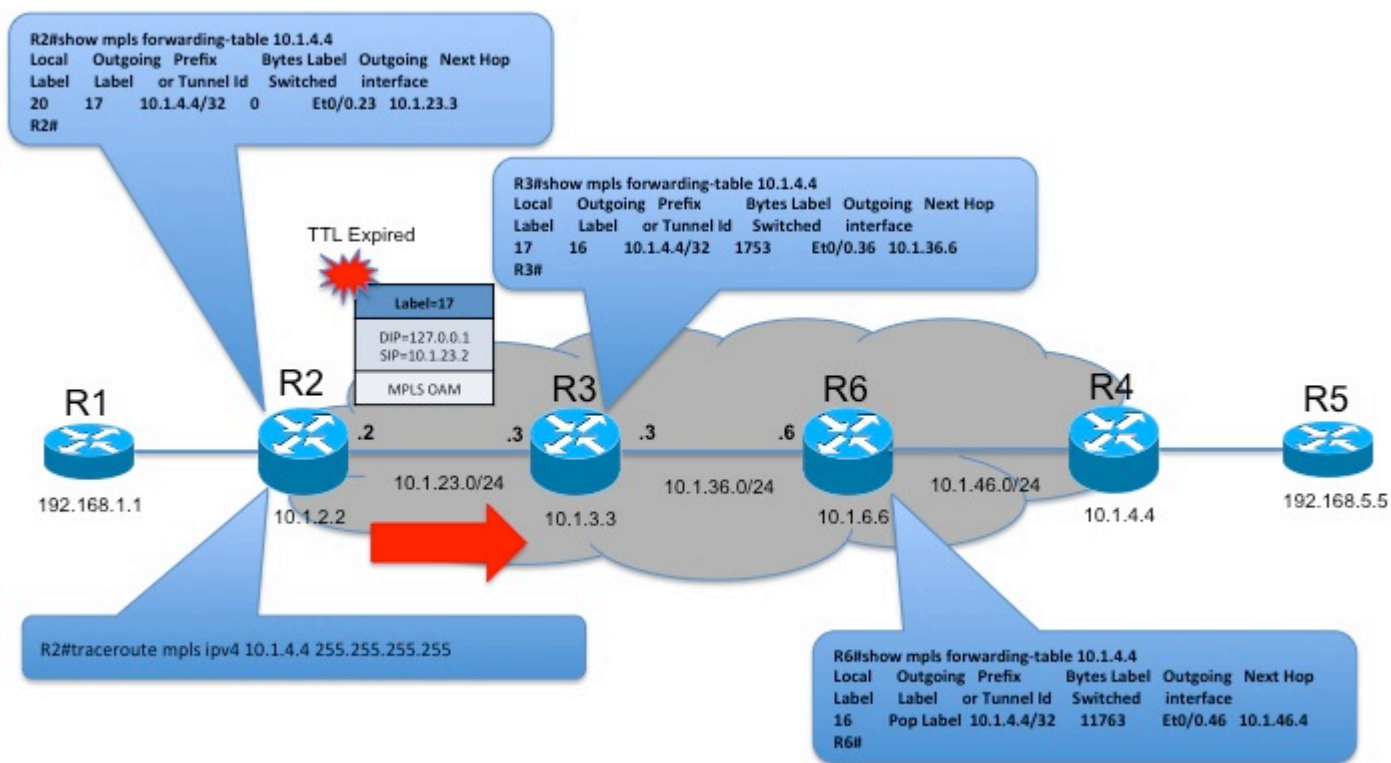 R2#show mpls forwarding-table 10.1.4.4
Local Outgoing Prefix Bytes Label Outgoing Next Hop
Label Label or Tunnel Id Switched interface
20 17 10.1.4.4/32 0 Et0/0.23 10.1.23.3
R2#
R3#show mpls forwarding-table 10.1.4.4
Local Outgoing Prefix Bytes Label Outgoing Next Hop
Label Label or Tunnel Id Switched interface
17 16 10.1.4.4/32 1753 Et0/0.36 10.1.36.6
R3#
TTL Expired
Label=17
DIP=127.0.0.1
SIP=10.1.23.2
MPLS OAM
R1
R2
R3
R6
R4
R5
.2
.3
.3
.6
192.168.1.1
10.1.23.0/24
10.1.36.0/24
10.1.46.0/24
192.168.5.5
10.1.2.2
10.1.3.3
10.1.6.6
10.1.4.4
R2#traceroute mpls ipv4 10.1.4.4 255.255.255.255
R6#show mpls forwarding-table 10.1.4.4
Local Outgoing Prefix Bytes Label Outgoing Next Hop
Label Label or Tunnel Id Switched interface
16 Pop Label 10.1.4.4/32 11763 Et0/0.46 10.1.46.4
R6#